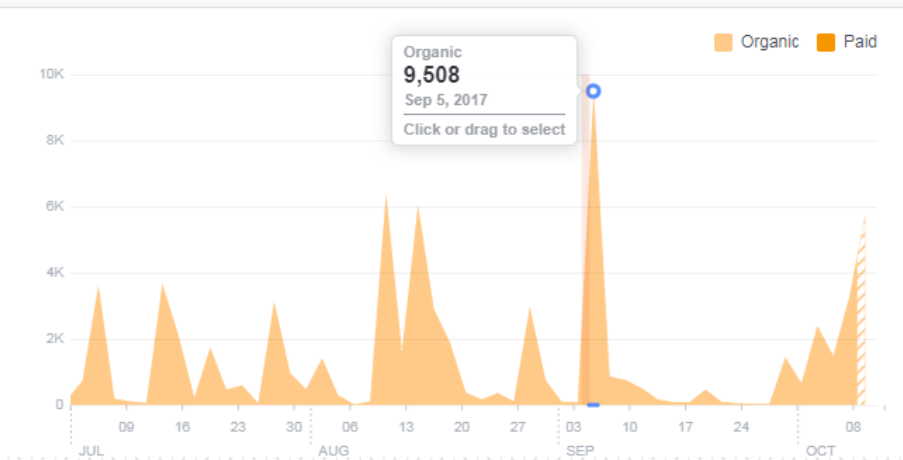 Organic Paid
Organic
9,508
Sep 5, 2017
Click or drag to select
10K
8K
6K
4K
2K
0
09 16 23 30 06 13 20 27 03 10 17 24 08
JUL AUG SEP OCT